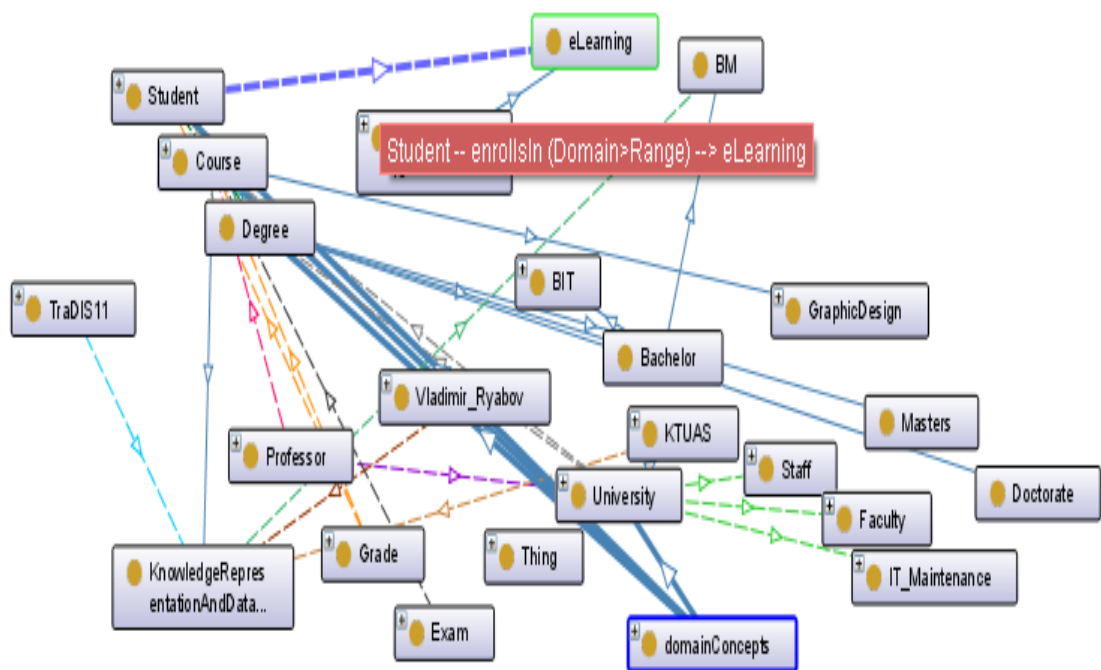 eLearning
BM
Student
Student -- enrollsIn (Domain>Range) --> eLearning
Course
Degree
BIT
TraDIS11
GraphicDesign
Bachelor
Vladimir_Ryabov
Masters
KTUAS
Professor
Staff
University
Doctorate
Faculty
Grade
Thing
KnowledgeRepres
entationAndData...
IT_Maintenance
Exam
domainConcepts